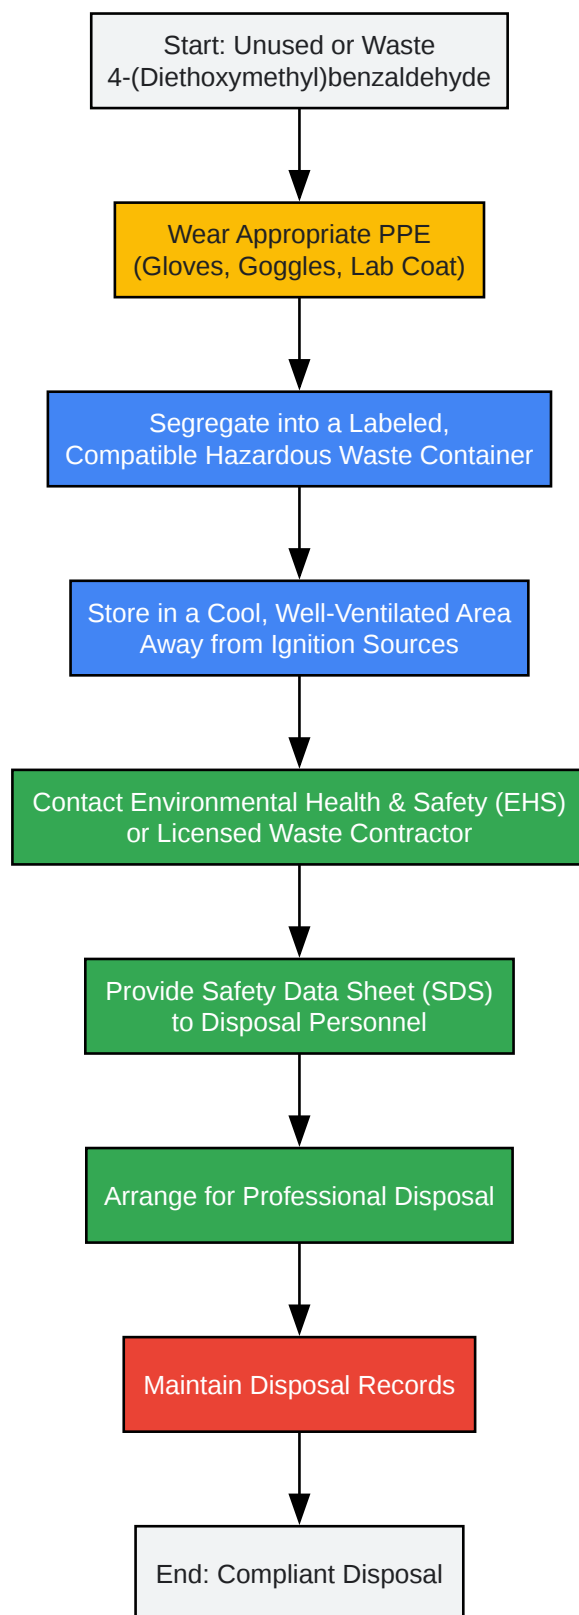 Start: Unused or Waste
4-(Diethoxymethyl)benzaldehyde
Wear Appropriate PPE
(Gloves, Goggles, Lab Coat)
Segregate into a Labeled,
Compatible Hazardous Waste Container
Store in a Cool, Well-Ventilated Area
Away from Ignition Sources
Contact Environmental Health & Safety (EHS)
or Licensed Waste Contractor
Provide Safety Data Sheet (SDS)
to Disposal Personnel
Arrange for Professional Disposal
Maintain Disposal Records
End: Compliant Disposal